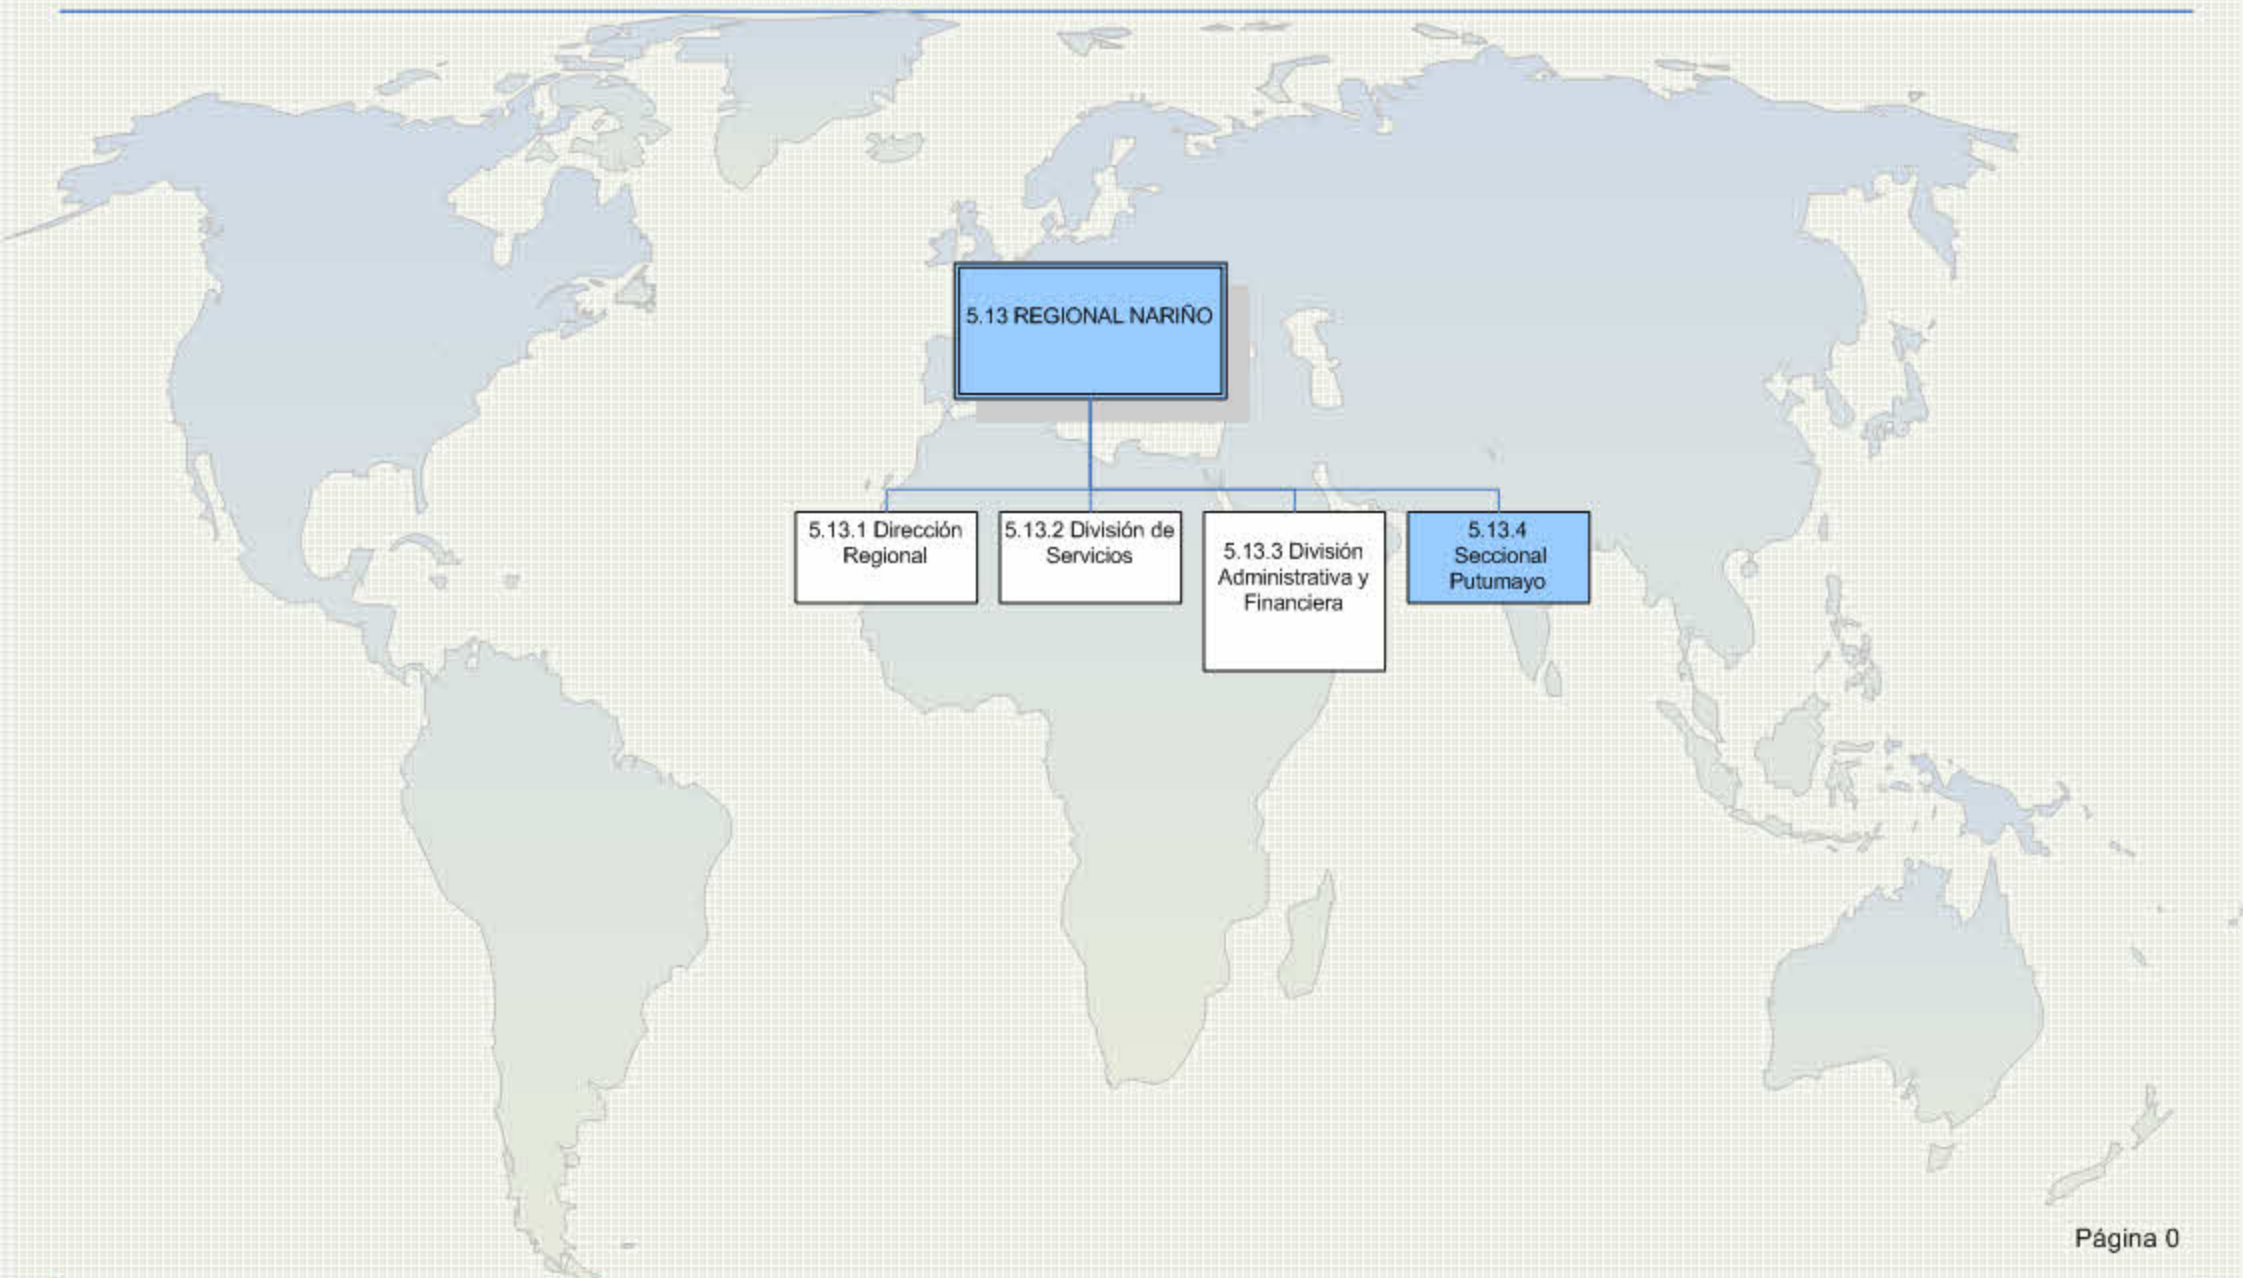 5.13 REGIONAL NARIÑO
5.13.1 Dirección
Regional
5.13.2 División de
Servicios
5.13.3 División
Administrativa y
Financiera
5.13.4
Seccional
Putumayo
Página 0